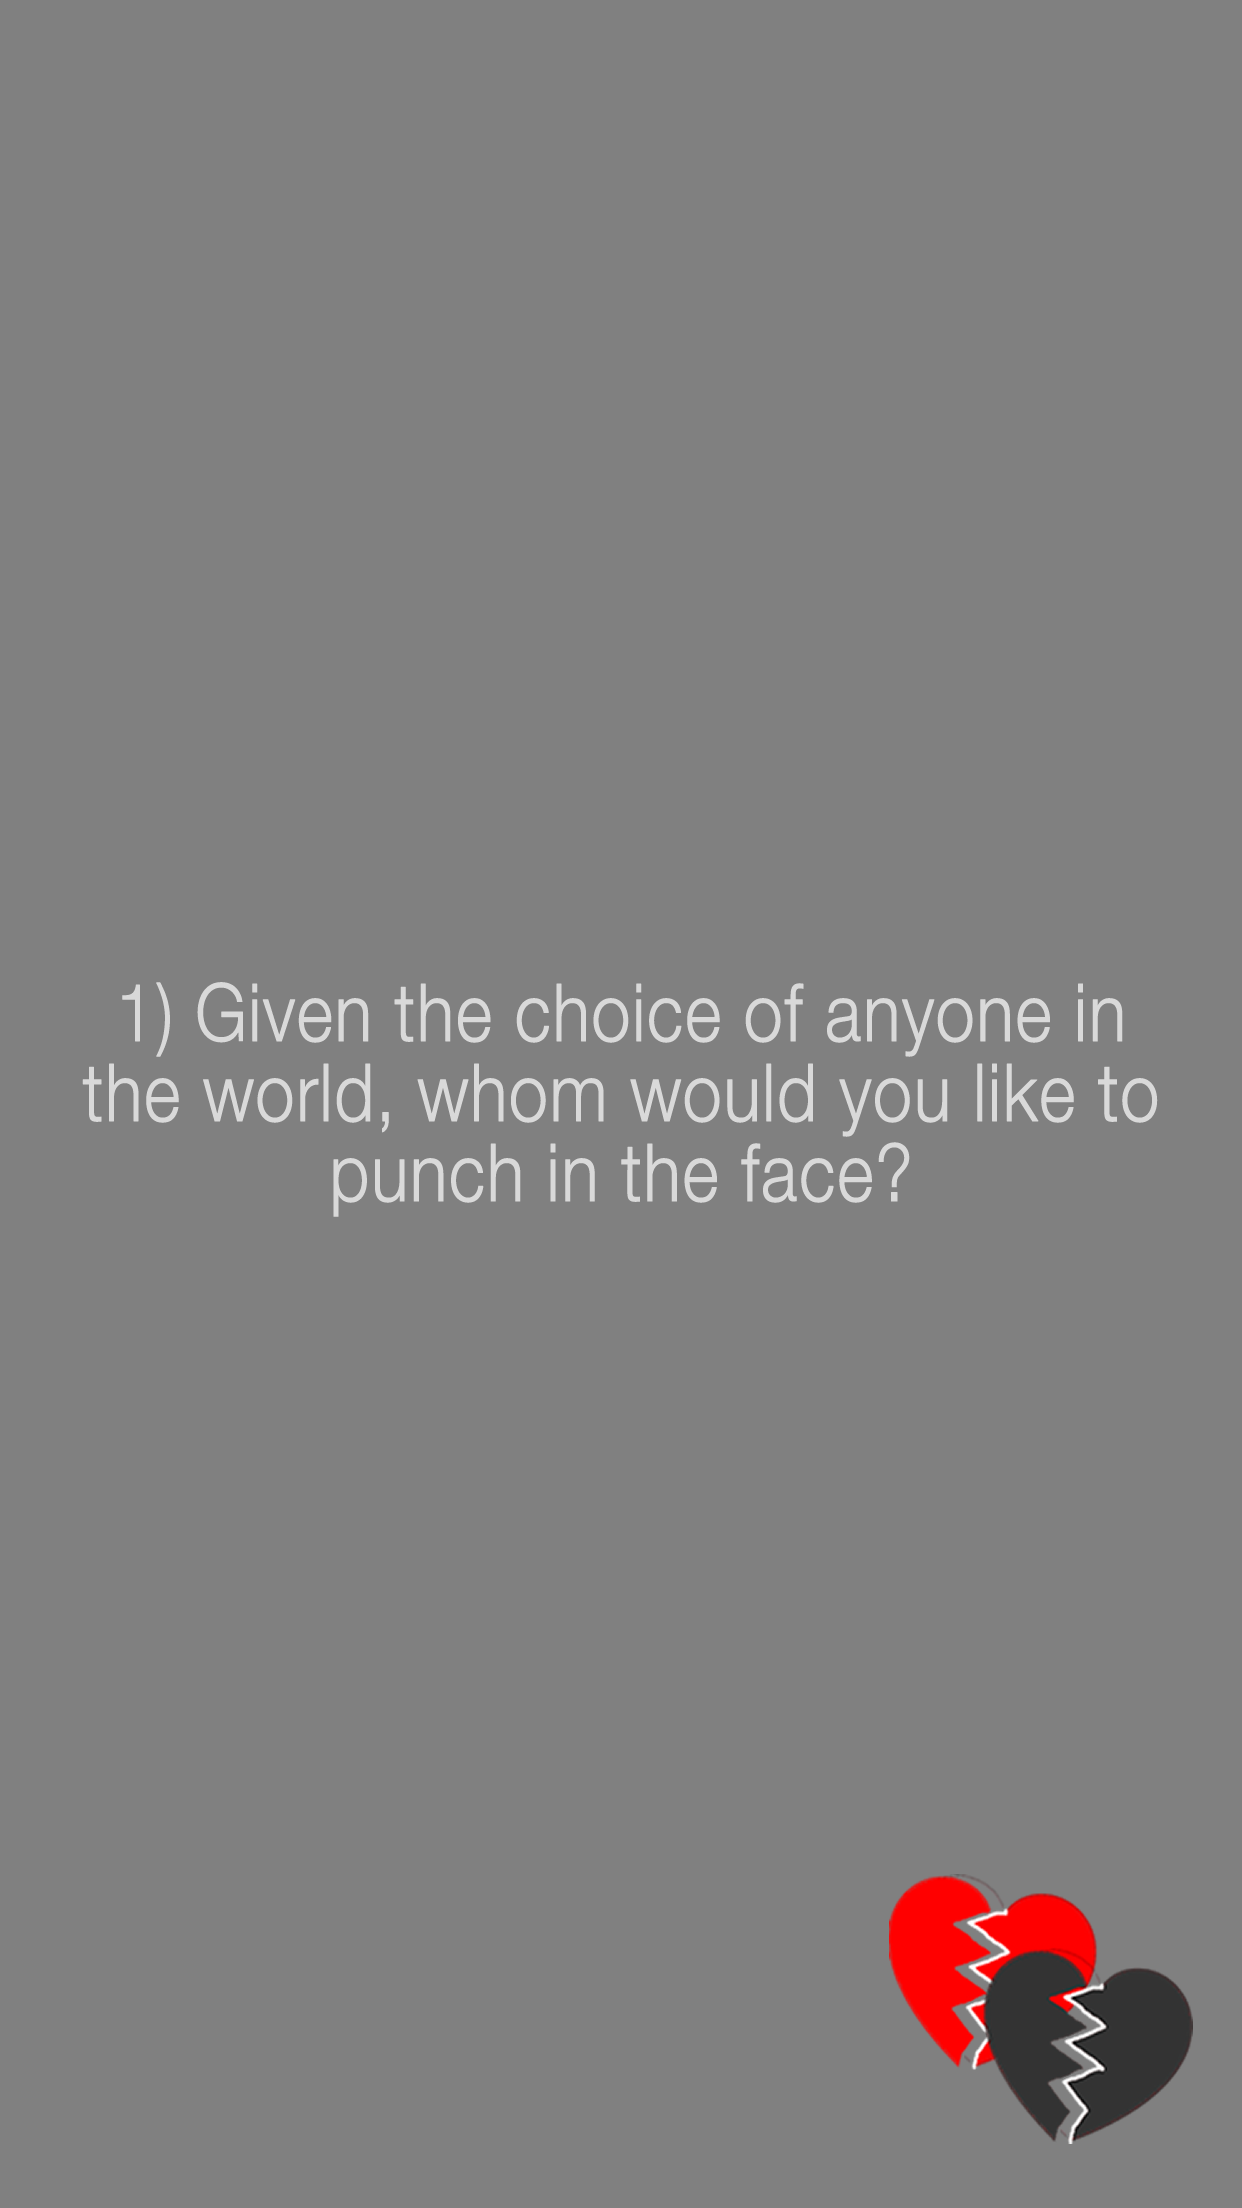 1) Given the choice of anyone in
the world, whom would you like to
punch in the face?